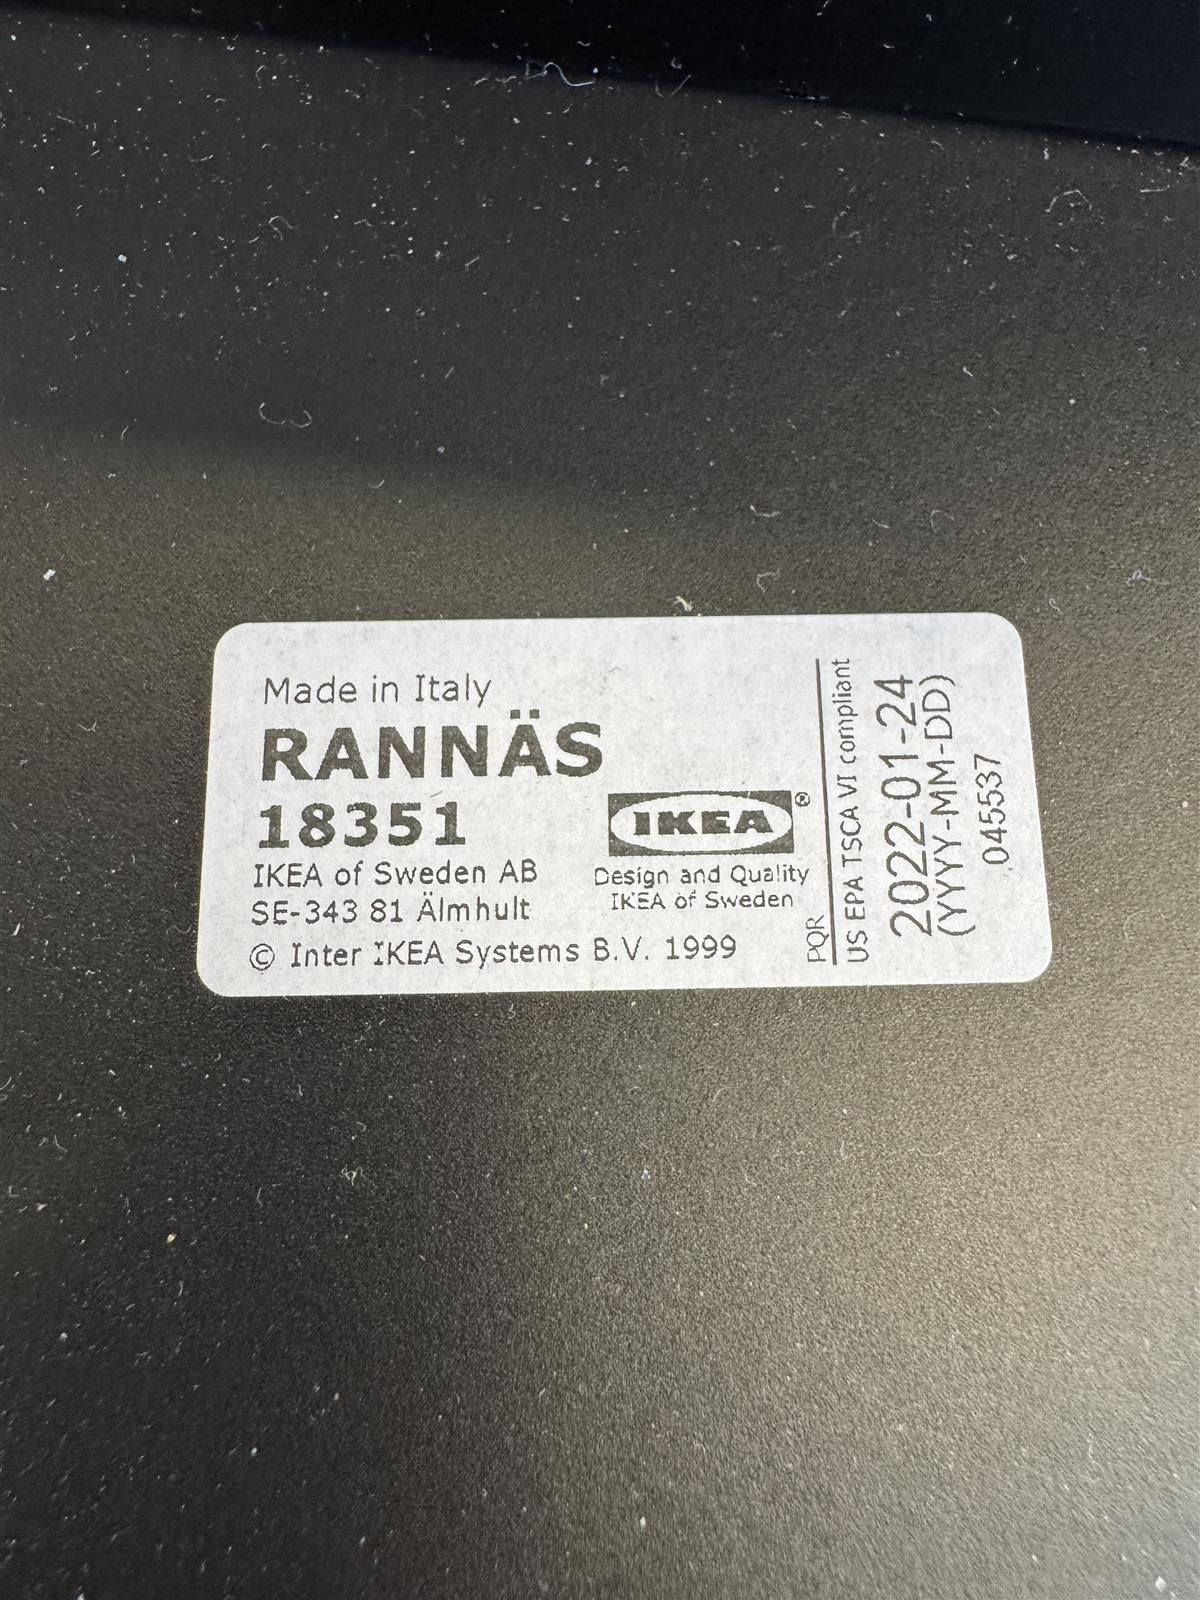 Made in Italy
RANNÄS
18351
IKEA of Sweden AB
SE-343 81 Älmhult
© Inter IKEA Systems B.V. 1999
IKEA®
Design and Quality
IKEA of Sweden
PQR
US EPA TSCA VI compliant
2022-01-24
(YYYY-MM-DD)
045537